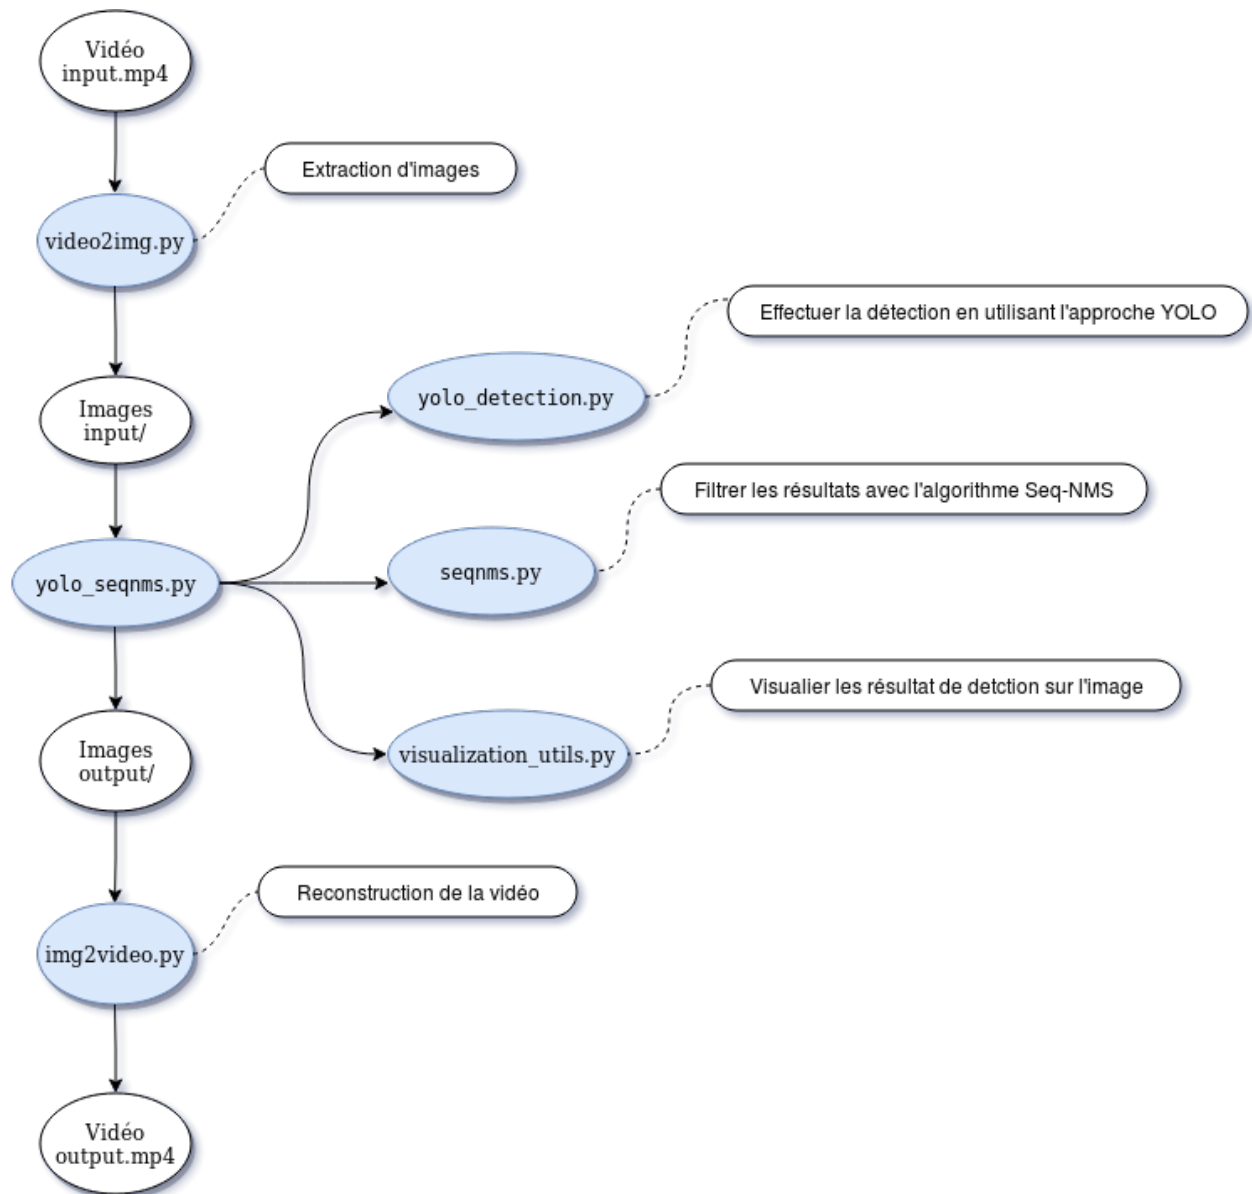 Vidéo
input.mp4
Extraction d'images
video2img.py
Effectuer la détection en utilisant l'approche YOLO
yolo_detection.py
Images
input/
Filtrer les résultats avec l'algorithme Seq-NMS
seqnms.py
yolo_seqnms.py
Visualier les résultat de detction sur l'image
visualization_utils.py
Images
output/
Reconstruction de la vidéo
img2video.py
Vidéo
output.mp4